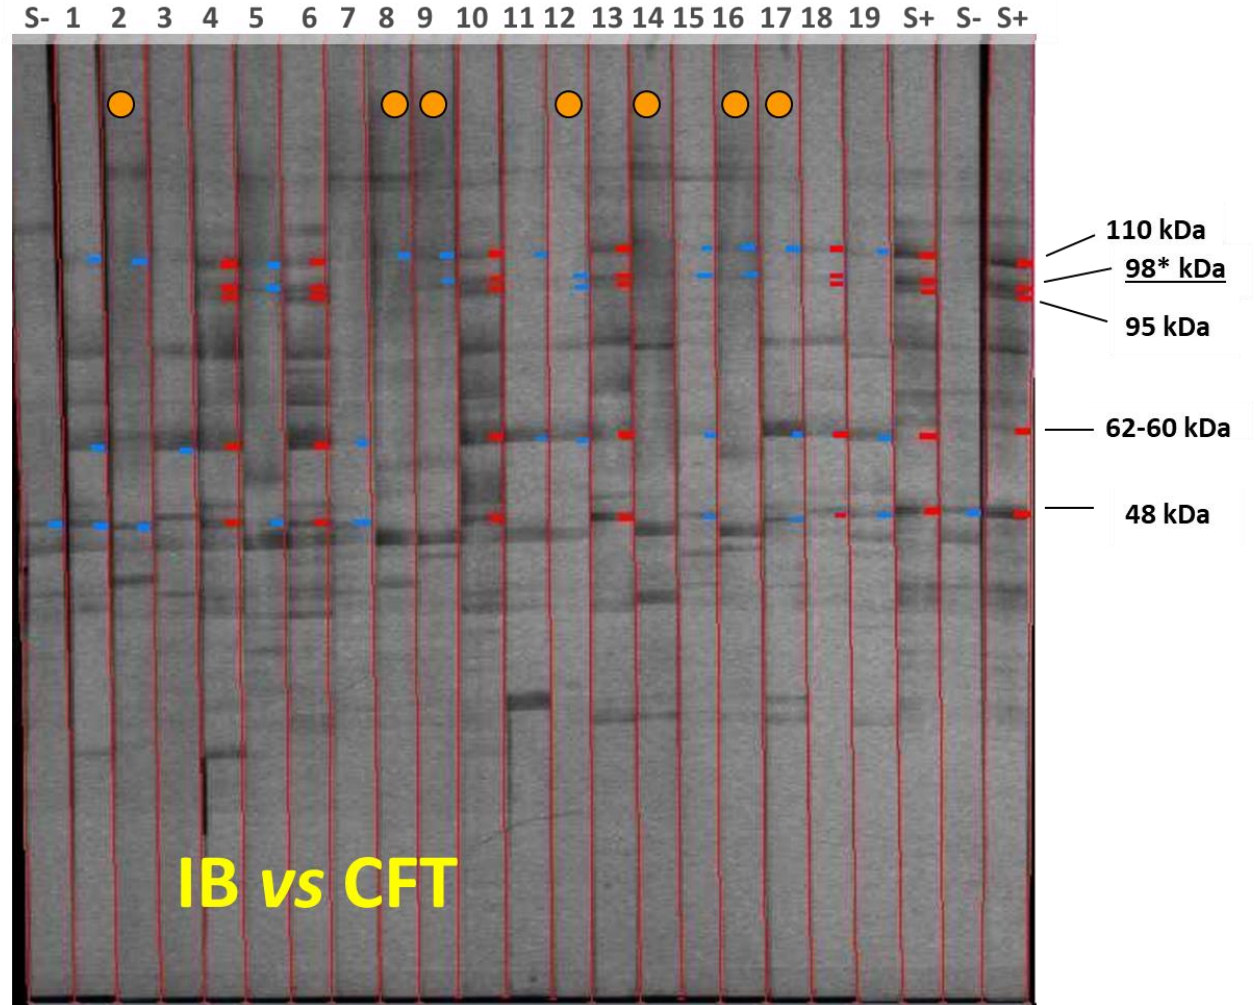 S- 1 2 3 4 5 6 7 8 9 10 11 12 13 14 15 16 17 18 19 S+ S- S+
110 kDa
98* kDa
95 kDa
62-60 kDa
48 kDa
IB vs CFT